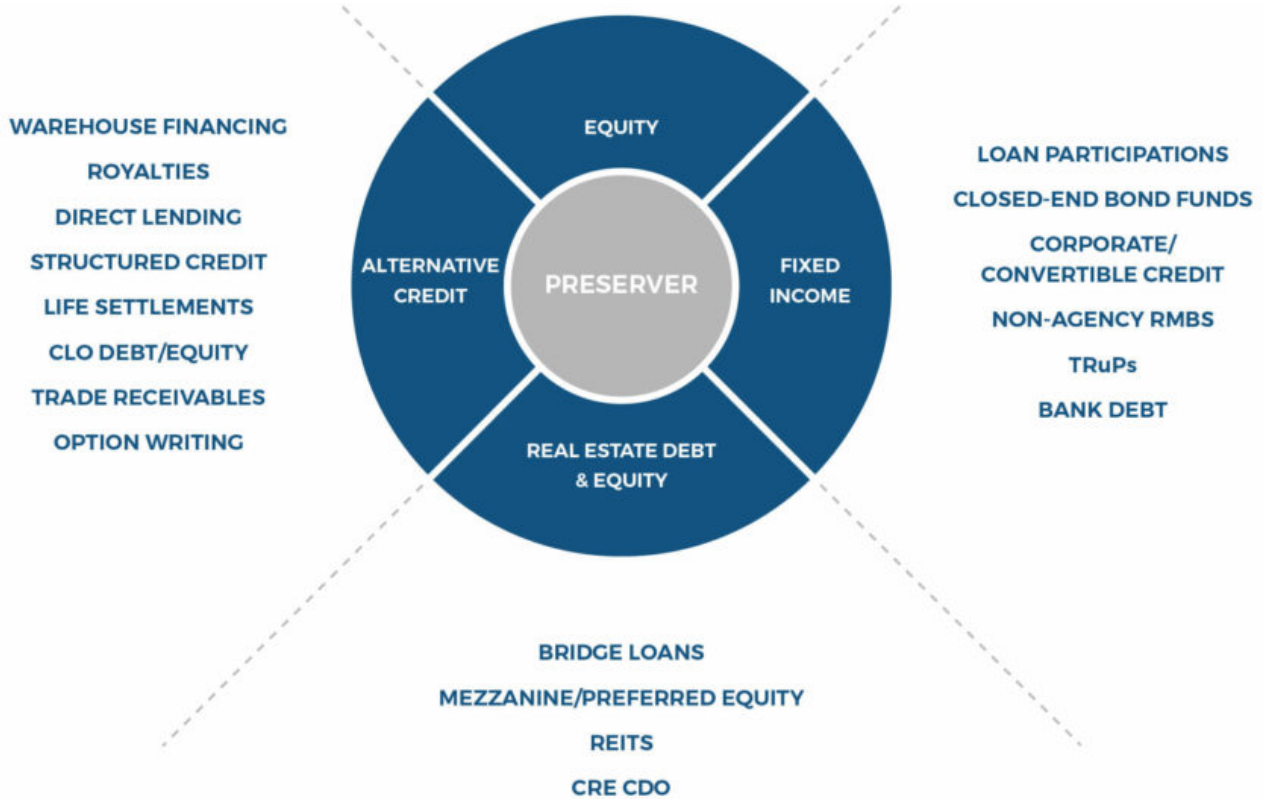 EQUITY
WAREHOUSE FINANCING
ROYALTIES
DIRECT LENDING
STRUCTURED CREDIT
LIFE SETTLEMENTS
CLO DEBT/EQUITY
TRADE RECEIVABLES
OPTION WRITING
ALTERNATIVE
CREDIT
PRESERVER
FIXED
INCOME
LOAN PARTICIPATIONS
CLOSED-END BOND FUNDS
CORPORATE/
CONVERTIBLE CREDIT
NON-AGENCY RMBS
TRuPs
BANK DEBT
REAL ESTATE DEBT
& EQUITY
BRIDGE LOANS
MEZZANINE/PREFERRED EQUITY
REITS
CRE CDO